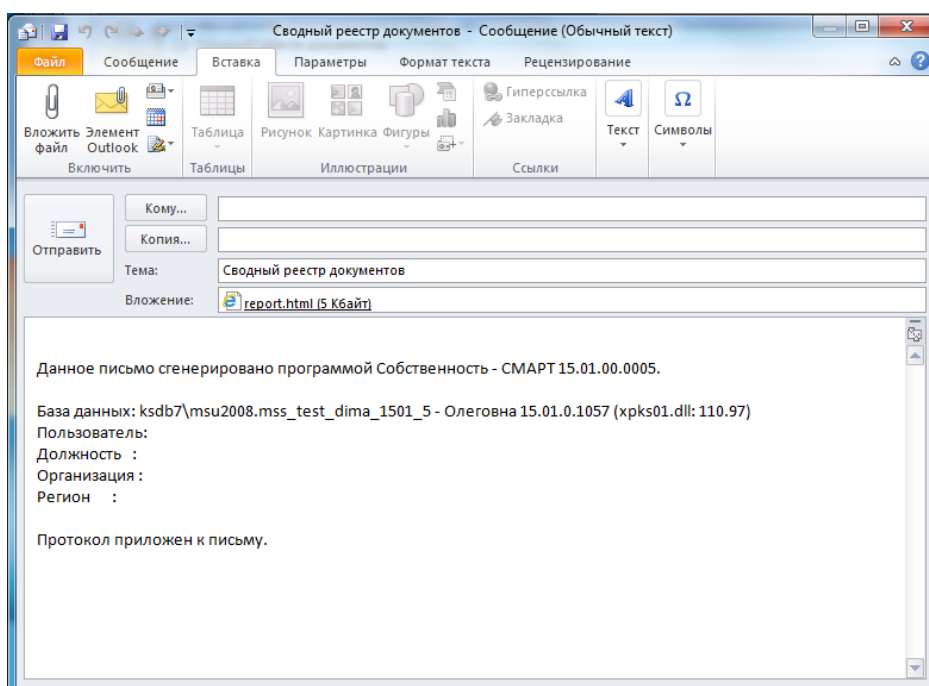 Сводный реестр документов - Сообщение (Обычный текст)
Файл Сообщение Вставка Параметры Формат текста Рецензирование
Вложить файл Элемент Outlook Таблица Рисунок Картинка Фигуры Гиперссылка Закладка Текст Символы
Включить Таблицы Иллюстрации Ссылки
Отправить
Кому...
Копия...
Тема: Сводный реестр документов
Вложение: report.html (5 Кбайт)
Данное письмо сгенерировано программой Собственность - СМАРТ 15.01.00.0005.
База данных: ksdb7\msu2008.mss_test_dima_1501_5 - Олеговна 15.01.0.1057 (xpks01.dll: 110.97)
Пользователь:
Должность :
Организация :
Регион :
Протокол приложен к письму.